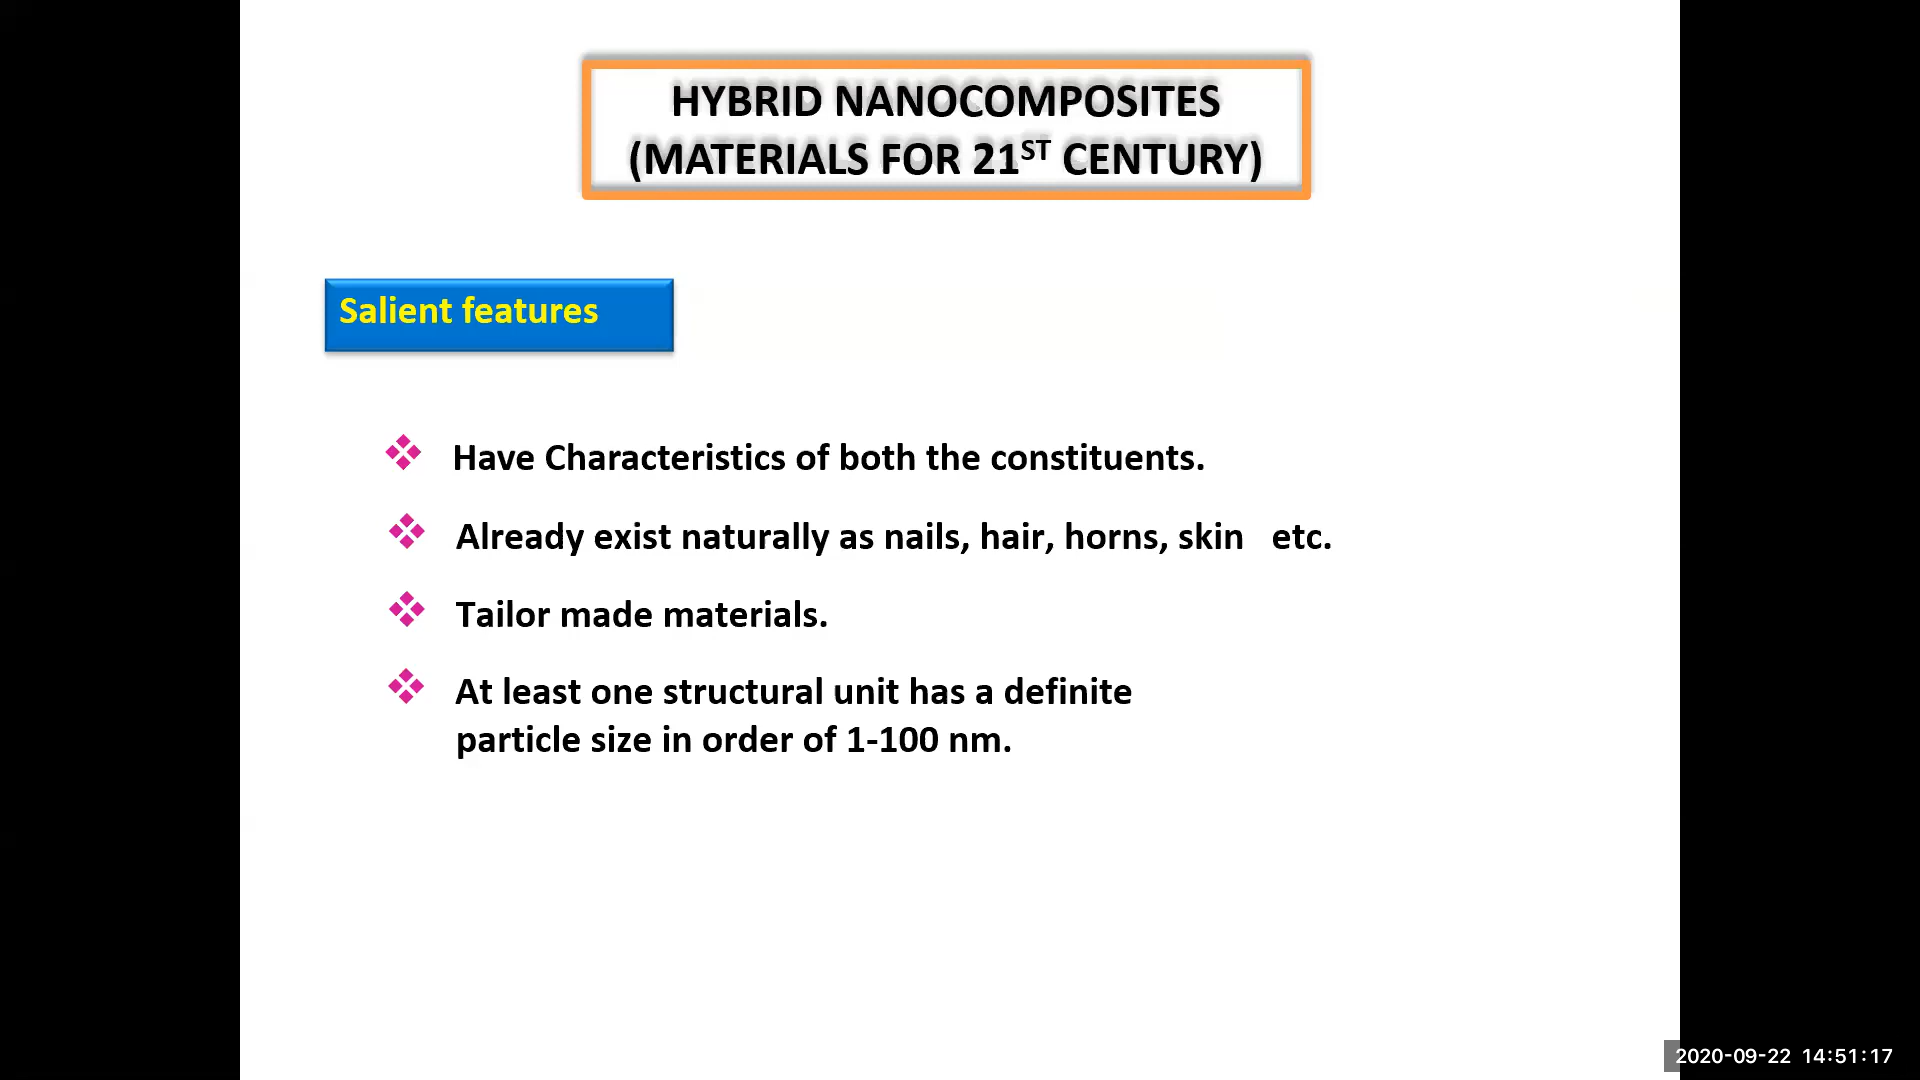 HYBRID NANOCOMPOSITES
(MATERIALS FOR 21ST CENTURY)
Salient features
Have Characteristics of both the constituents.
Already exist naturally as nails, hair, horns, skin etc.
Tailor made materials.
At least one structural unit has a definite
particle size in order of 1-100 nm.
2020-09-22 14:51:17